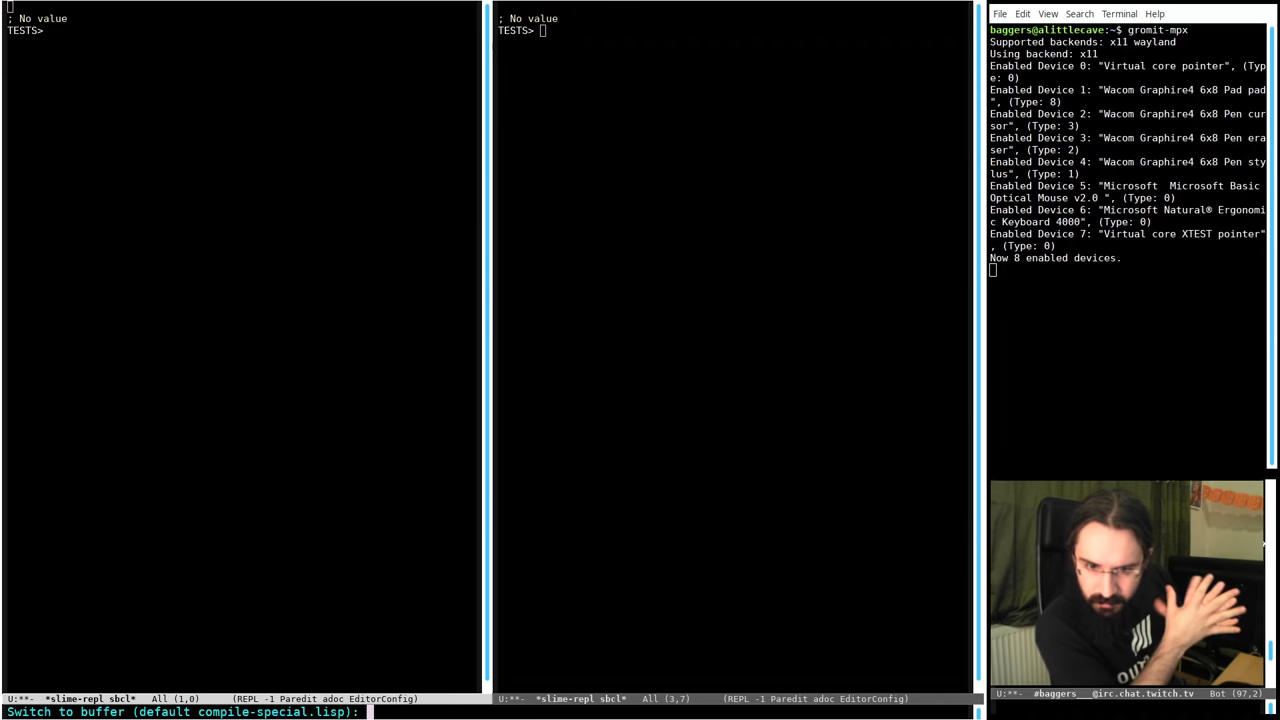 ; No value
TESTS>
U:**-  *slime-repl sbcl*   All (1,0)     (REPL -1 Paredit adoc EditorConfig)
Switch to buffer (default compile-special.lisp):
; No value
TESTS>
U:**-  *slime-repl sbcl*   All (3,7)     (REPL -1 Paredit adoc EditorConfig)
File Edit View Search Terminal Help
baggers@alittlecave:~$ gromit-mpx
Supported backends: x11 wayland
Using backend: x11
Enabled Device 0: "Virtual core pointer", (Typ
e: 0)
Enabled Device 1: "Wacom Graphire4 6x8 Pad pad
", (Type: 8)
Enabled Device 2: "Wacom Graphire4 6x8 Pen cur
sor", (Type: 3)
Enabled Device 3: "Wacom Graphire4 6x8 Pen era
ser", (Type: 2)
Enabled Device 4: "Wacom Graphire4 6x8 Pen sty
lus", (Type: 1)
Enabled Device 5: "Microsoft  Microsoft Basic
Optical Mouse v2.0 ", (Type: 0)
Enabled Device 6: "Microsoft Natural® Ergonomi
c Keyboard 4000", (Type: 0)
Enabled Device 7: "Virtual core XTEST pointer"
, (Type: 0)
Now 8 enabled devices.
U:**-  #baggers___@irc.chat.twitch.tv   Bot (97,2)